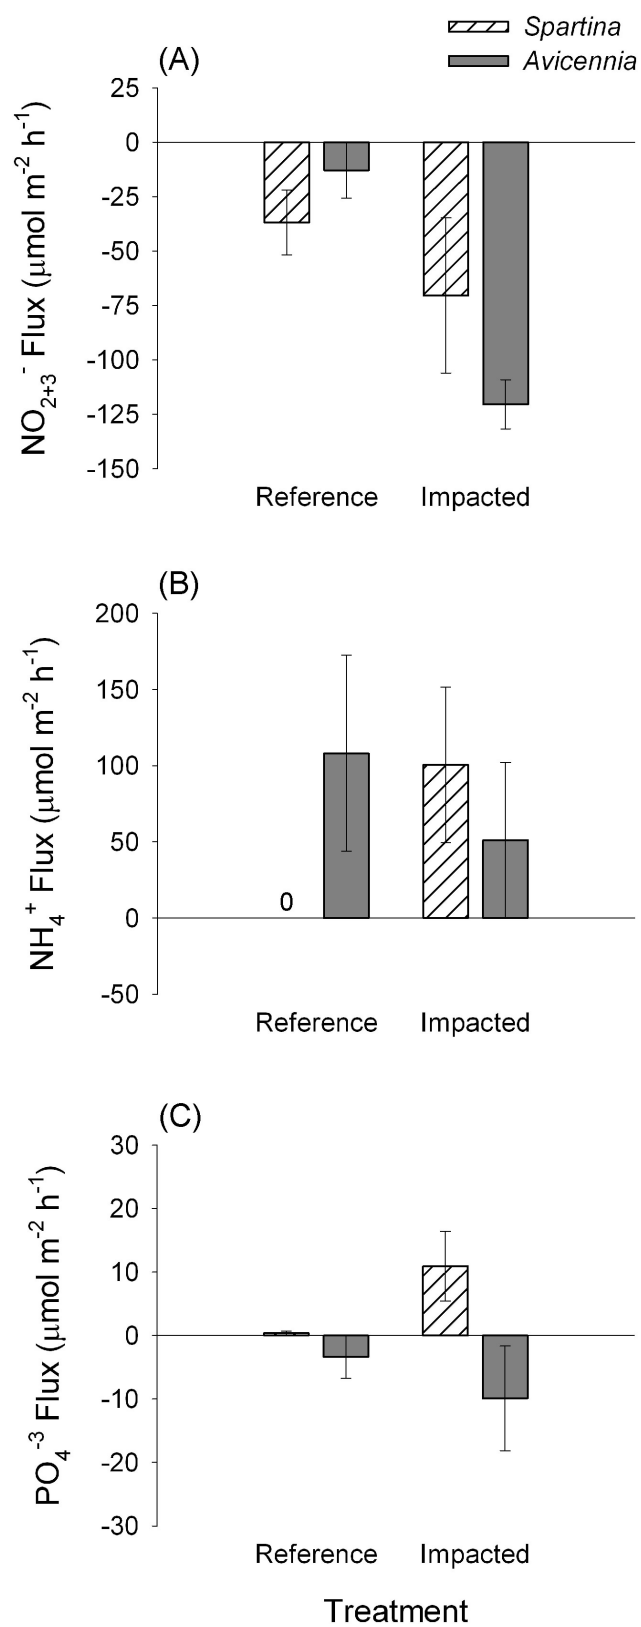 Spartina
Avicennia
(A)
NO₂₊₃⁻ Flux (μmol m⁻² h⁻¹)
25
0
-25
-50
-75
-100
-125
-150
Reference Impacted
(B)
NH₄⁺ Flux (μmol m⁻² h⁻¹)
200
150
100
50
0
0
-50
Reference Impacted
(C)
PO₄⁻³ Flux (μmol m⁻² h⁻¹)
30
20
10
0
-10
-20
-30
Reference Impacted
Treatment